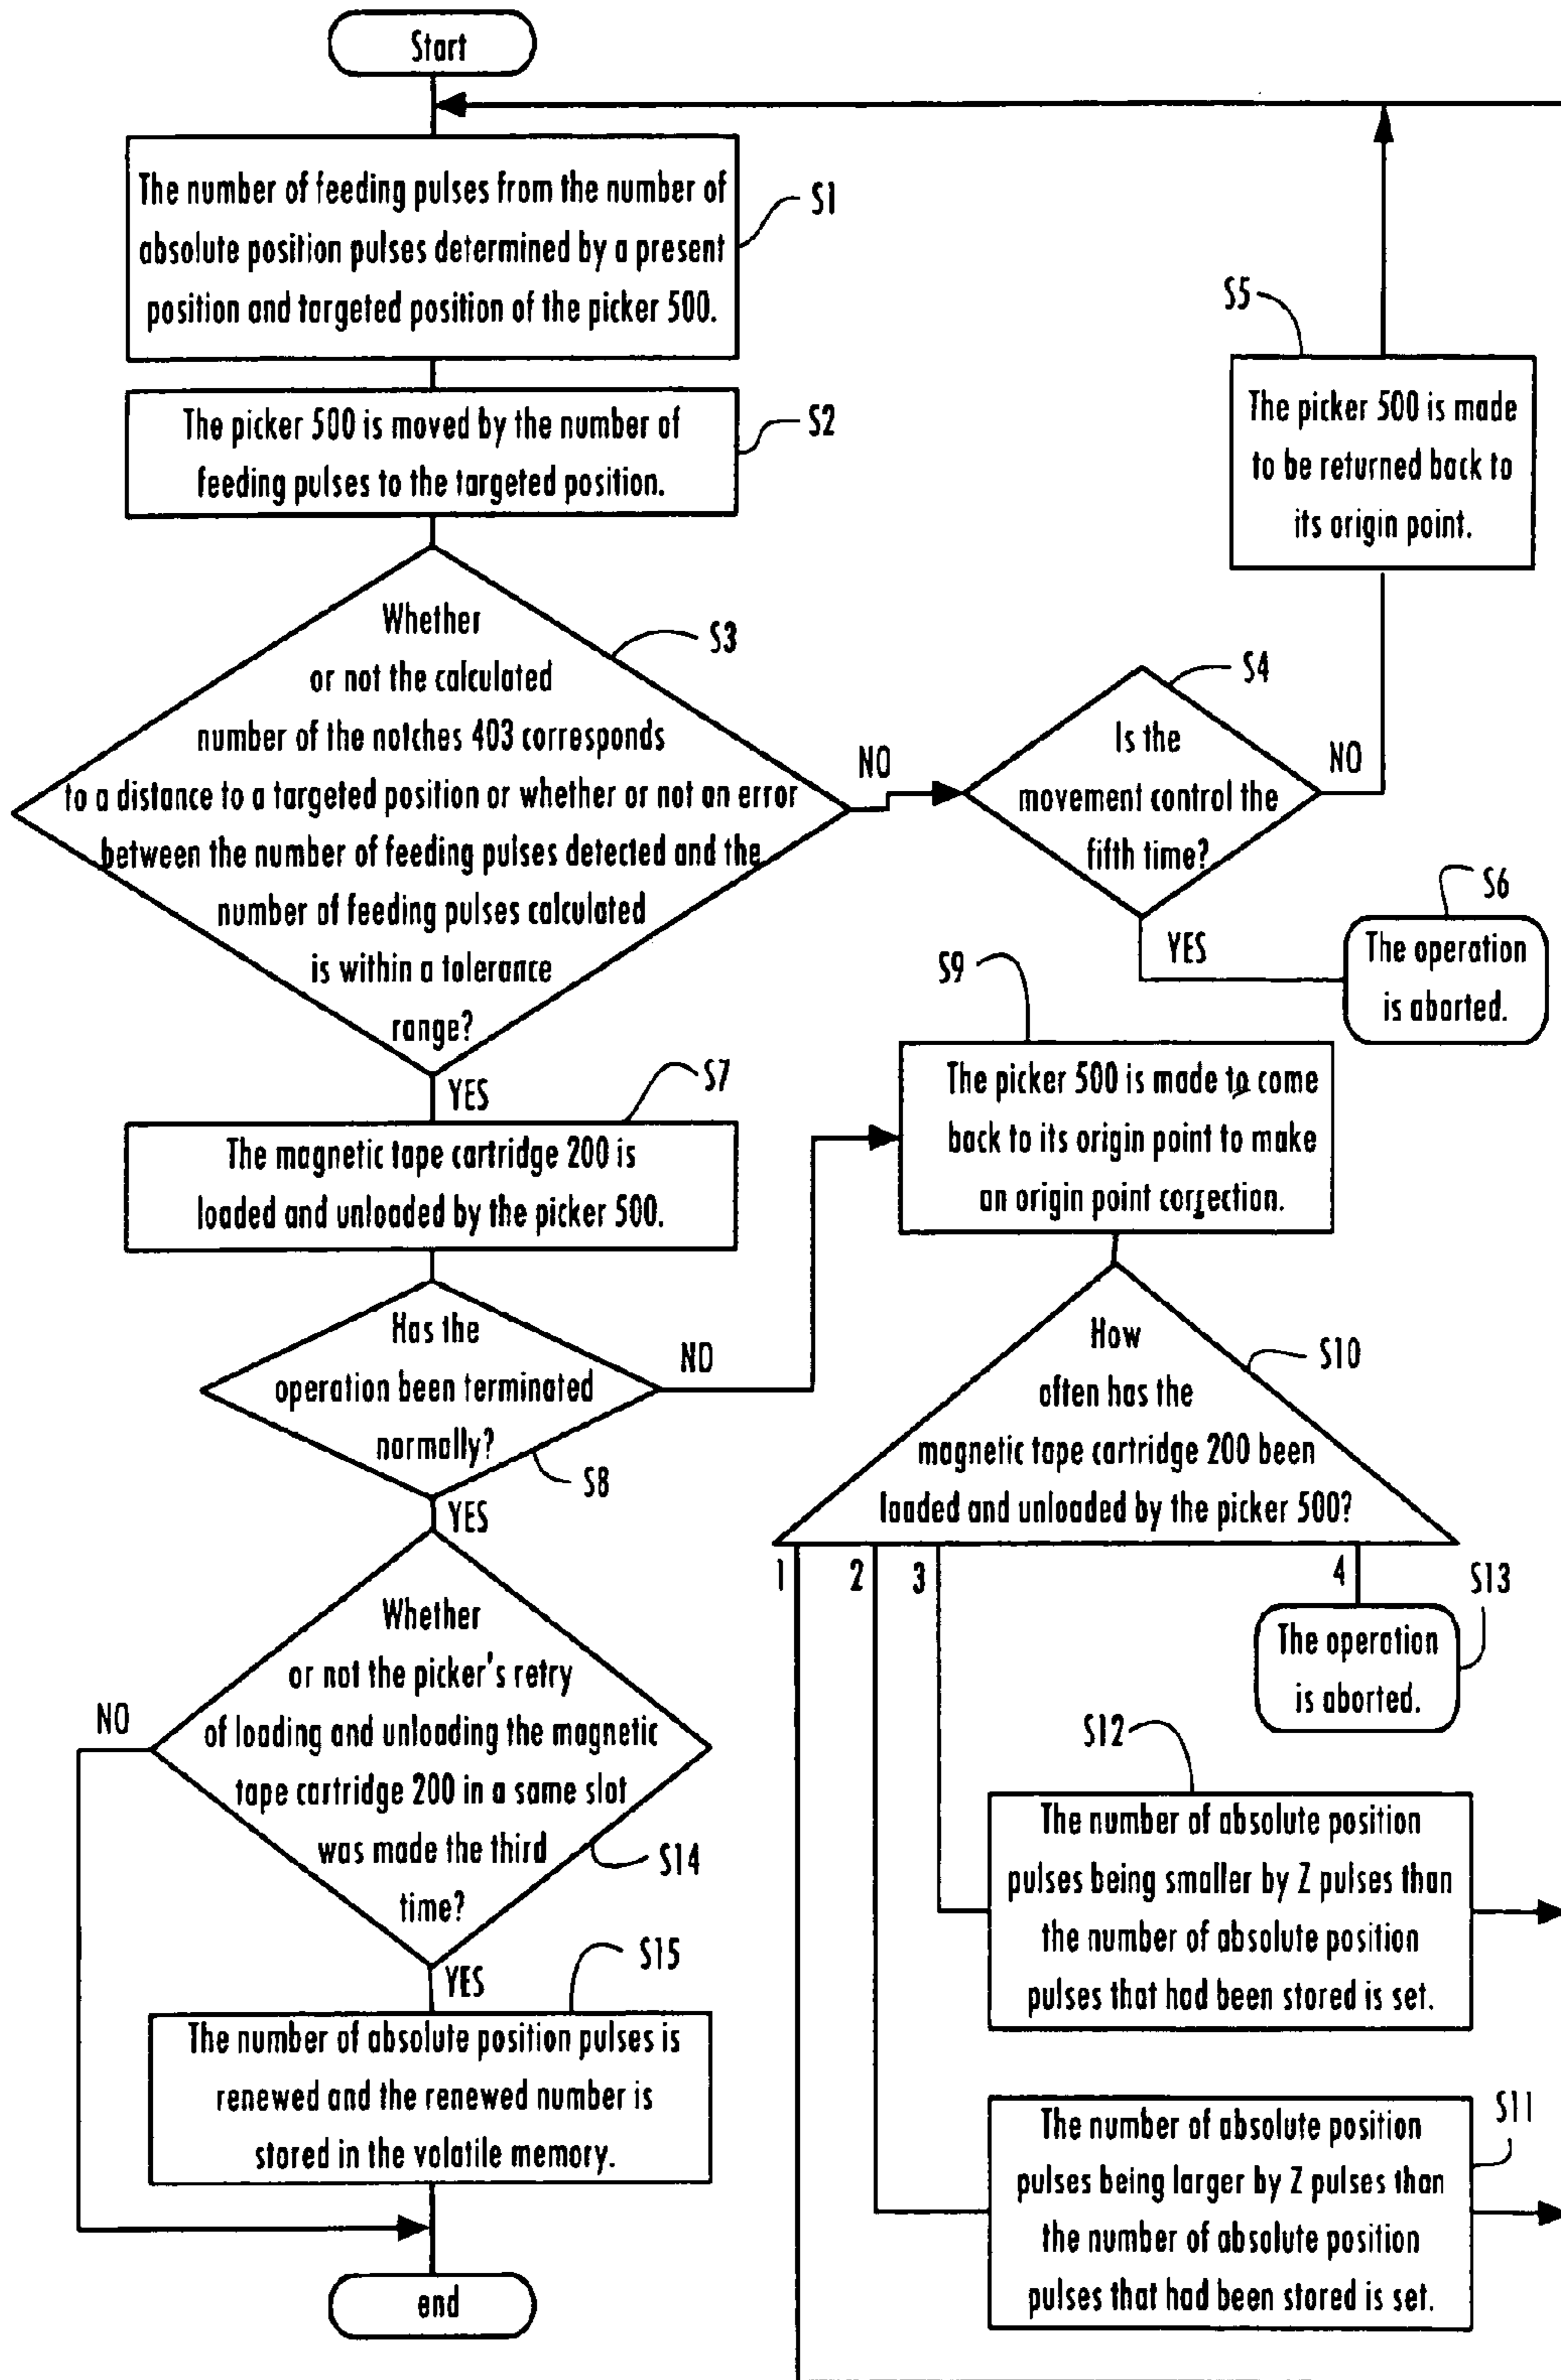 Start
The number of feeding pulses from the number of
absolute position pulses determined by a present
position and targeted position of the picker 500.
S1
The picker 500 is moved by the number of
feeding pulses to the targeted position.
S2
Whether
or not the calculated
number of the notches 403 corresponds
to a distance to a targeted position or whether or not an error
between the number of feeding pulses detected and the
number of feeding pulses calculated
is within a tolerance
range?
S3
NO
YES
Is the
movement control the
fifth time?
S4
NO
YES
S5
The picker 500 is made
to be returned back to
its origin point.
S6
The operation
is aborted.
S7
The magnetic tape cartridge 200 is
loaded and unloaded by the picker 500.
Has the
operation been terminated
normally?
S8
NO
YES
S9
The picker 500 is made to come
back to its origin point to make
an origin point correction.
How
often has the
magnetic tape cartridge 200 been
loaded and unloaded by the picker 500?
S10
1
2
3
4
S13
The operation
is aborted.
S12
The number of absolute position
pulses being smaller by Z pulses than
the number of absolute position
pulses that had been stored is set.
S11
The number of absolute position
pulses being larger by Z pulses than
the number of absolute position
pulses that had been stored is set.
Whether
or not the picker's retry
of loading and unloading the magnetic
tape cartridge 200 in a same slot
was made the third
time?
S14
NO
YES
S15
The number of absolute position pulses is
renewed and the renewed number is
stored in the volatile memory.
end